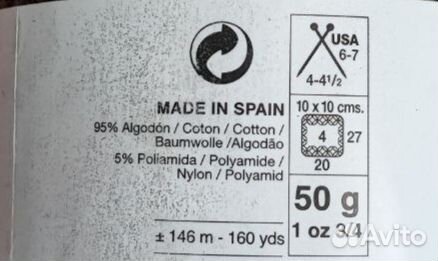 USA
6-7
4-4½
MADE IN SPAIN
10 x 10 cms.
95% Algodón / Coton / Cotton /
Baumwolle /Algodão
4 27
5% Poliamida / Polyamide /
Nylon / Polyamid
20
50 g
± 146 m - 160 yds
1 oz 3/4
Avito